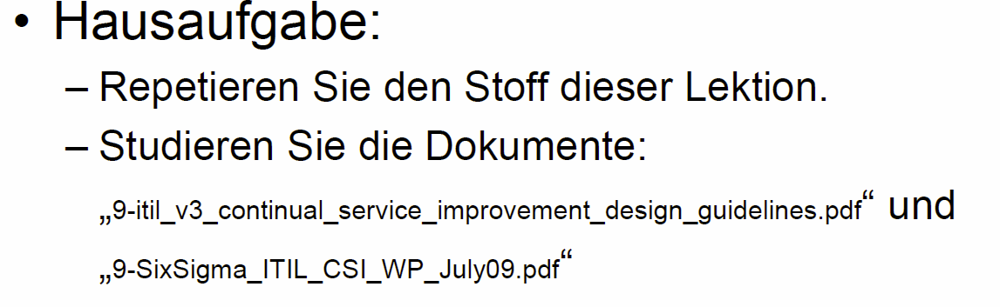 • Hausaufgabe:
– Repetieren Sie den Stoff dieser Lektion.
– Studieren Sie die Dokumente:
„9-itil_v3_continual_service_improvement_design_guidelines.pdf“ und
„9-SixSigma_ITIL_CSI_WP_July09.pdf“